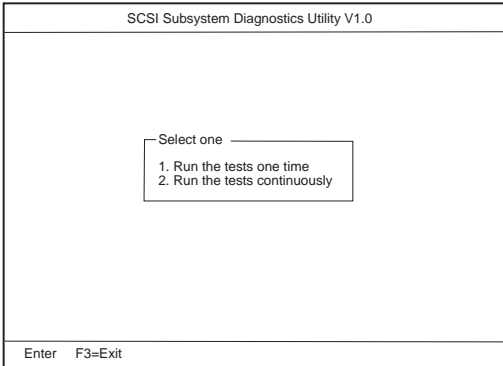 SCSI Subsystem Diagnostics Utility V1.0
Select one
1. Run the tests one time
2. Run the tests continuously
Enter F3=Exit